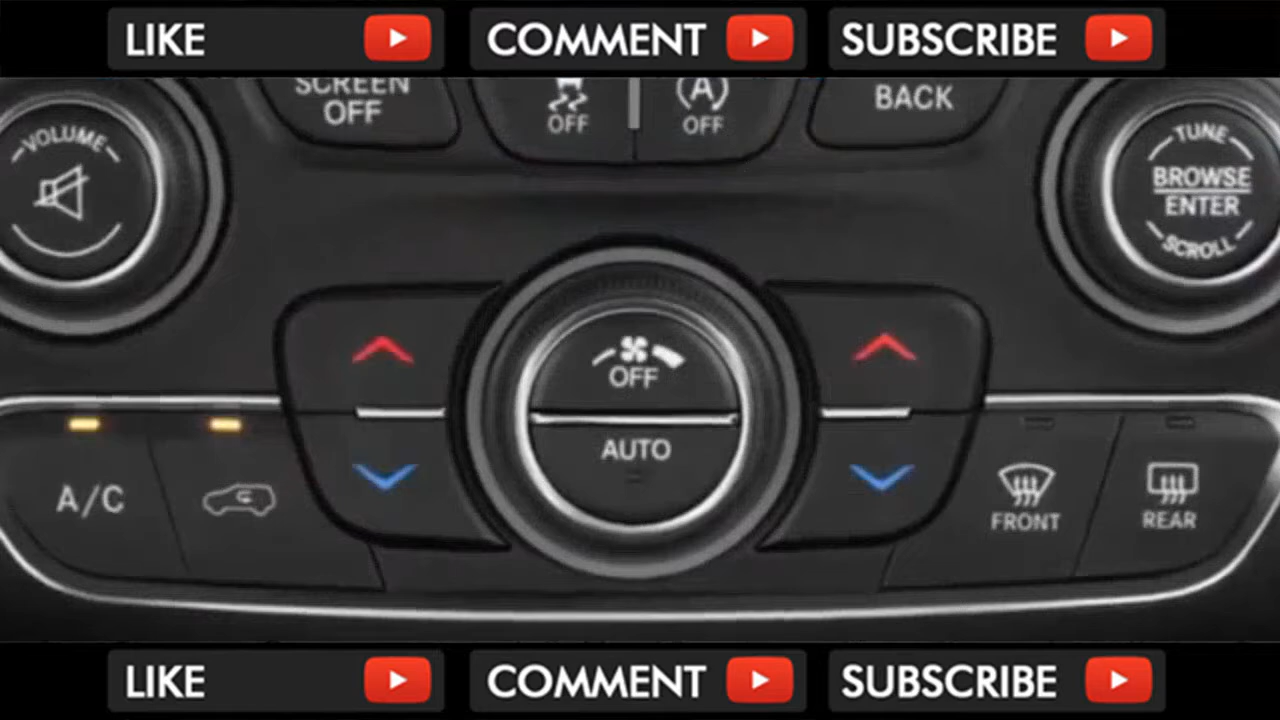 LIKE
COMMENT
SUBSCRIBE
SCREEN
OFF
OFF
OFF
BACK
VOLUME
TUNE
BROWSE
ENTER
SCROLL
OFF
AUTO
A/C
FRONT
REAR
LIKE
COMMENT
SUBSCRIBE